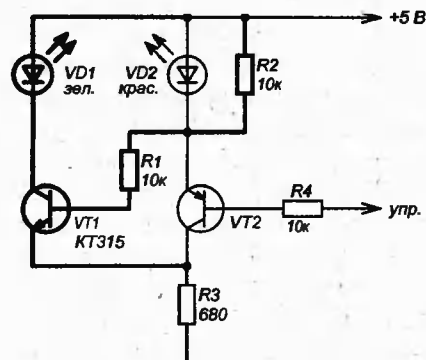 +5 В
VD1
зел.
VD2
крас.
R2
10к
R1
10к
R4
10к
упр.
VT1
КТ315
VT2
R3
680